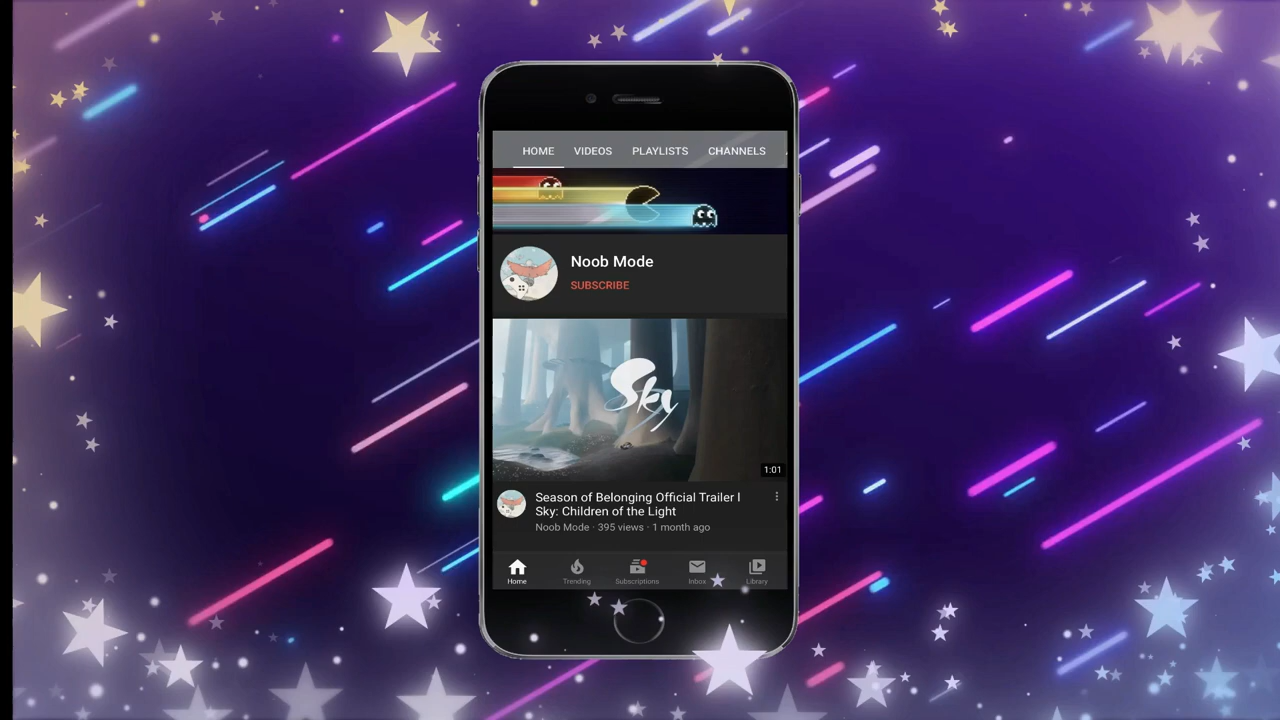 HOME VIDEOS PLAYLISTS CHANNELS
Noob Mode
SUBSCRIBE
Sky
1:01
Season of Belonging Official Trailer l
Sky: Children of the Light
Noob Mode · 395 views · 1 month ago
Home Trending Subscriptions Inbox Library